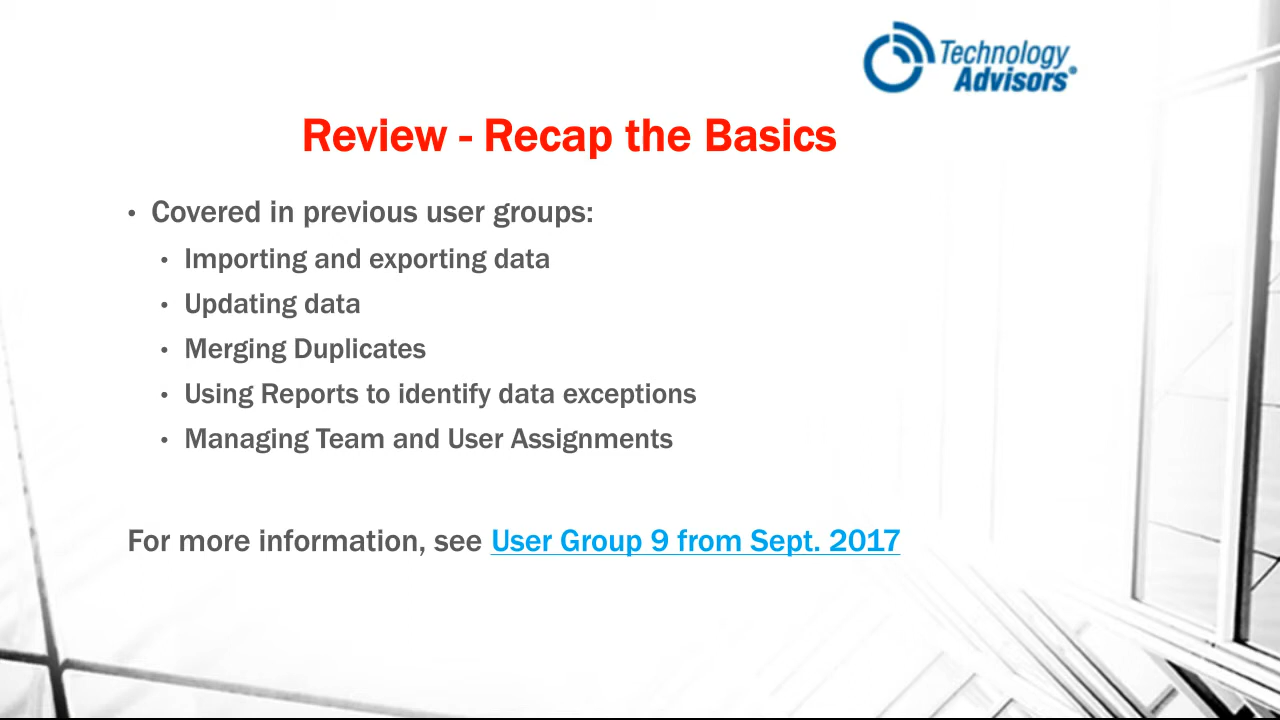 Technology
Advisors®
Review - Recap the Basics
• Covered in previous user groups:
• Importing and exporting data
• Updating data
• Merging Duplicates
• Using Reports to identify data exceptions
• Managing Team and User Assignments
For more information, see User Group 9 from Sept. 2017